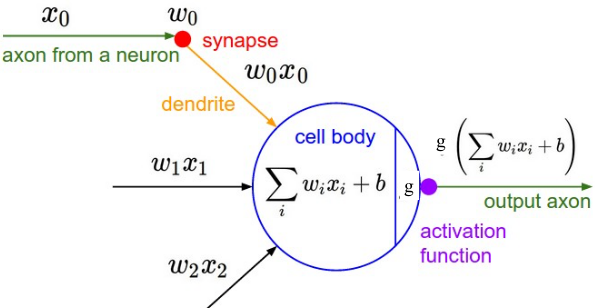 x₀ w₀
synapse
axon from a neuron
w₀x₀
dendrite
cell body
g (∑ᵢ wᵢxᵢ + b)
w₁x₁
∑ᵢ wᵢxᵢ + b
g
output axon
activation
function
w₂x₂